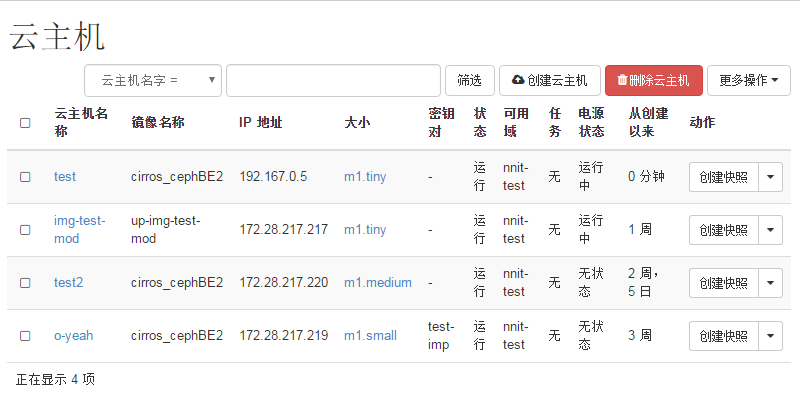 云主机
云主机名字 = 筛选 创建云主机 删除云主机 更多操作
云主机名称 镜像名称 IP 地址 大小 密钥对 状态 可用域 任务 电源状态 从创建以来 动作
test cirros_cephBE2 192.167.0.5 m1.tiny - 运行 nnit-test 无 运行中 0 分钟 创建快照
img-test-mod up-img-test-mod 172.28.217.217 m1.tiny - 运行 nnit-test 无 运行中 1 周 创建快照
test2 cirros_cephBE2 172.28.217.220 m1.medium - 运行 nnit-test 无 无状态 2 周，5 日 创建快照
o-yeah cirros_cephBE2 172.28.217.219 m1.small test-imp 运行 nnit-test 无 无状态 3 周 创建快照
正在显示 4 项